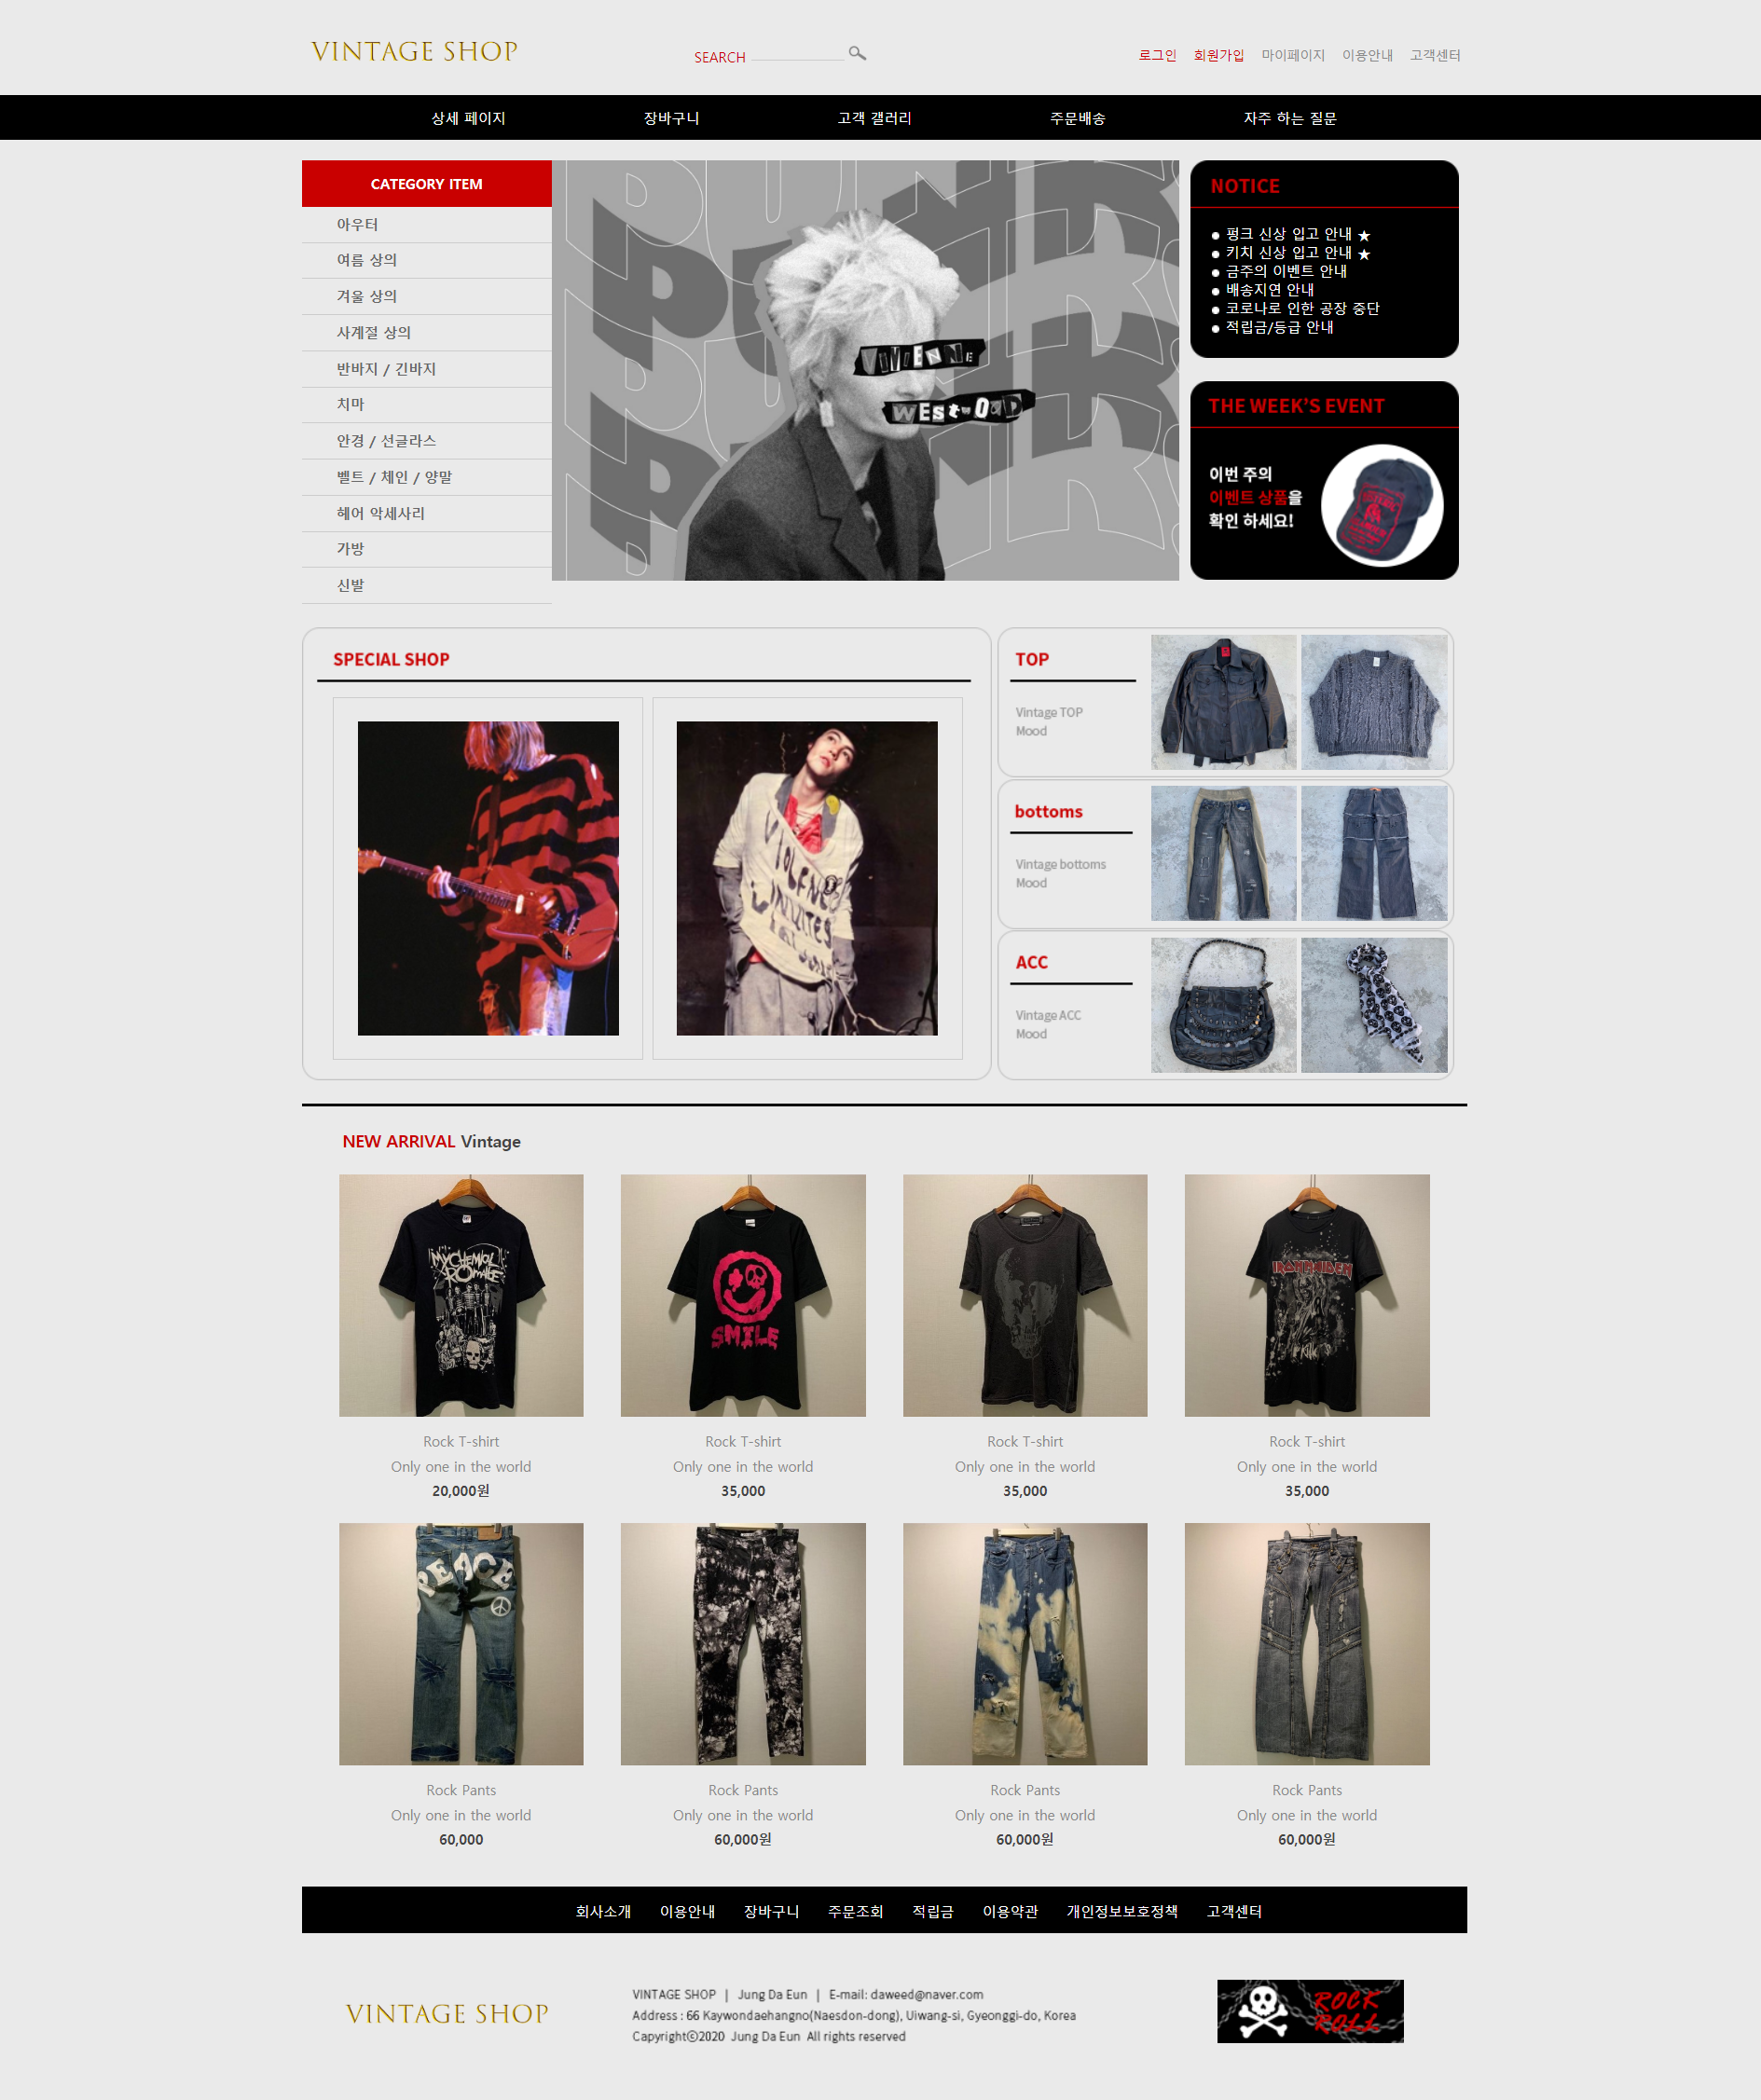 VINTAGE SHOP
SEARCH
로그인 회원가입 마이페이지 이용안내 고객센터
상세 페이지 장바구니 고객 갤러리 주문배송 자주 하는 질문
CATEGORY ITEM
아우터
여름 상의
겨울 상의
사계절 상의
반바지 / 긴바지
치마
안경 / 선글라스
벨트 / 체인 / 양말
헤어 악세사리
가방
신발
VIVIENNE
WESTWOOD
NOTICE
펑크 신상 입고 안내 ★
키치 신상 입고 안내 ★
금주의 이벤트 안내
배송지연 안내
코로나로 인한 공장 중단
적립금/등급 안내
THE WEEK'S EVENT
이번 주의
이벤트 상품을
확인 하세요!
SPECIAL SHOP
TOP
Vintage TOP
Mood
bottoms
Vintage bottoms
Mood
ACC
Vintage ACC
Mood
NEW ARRIVAL Vintage
MY CHEMICAL
ROMANCE
SMILE
IRON MAIDEN
Rock T-shirt
Only one in the world
20,000원
Rock T-shirt
Only one in the world
35,000
Rock T-shirt
Only one in the world
35,000
Rock T-shirt
Only one in the world
35,000
PEACE
Rock Pants
Only one in the world
60,000
Rock Pants
Only one in the world
60,000원
Rock Pants
Only one in the world
60,000원
Rock Pants
Only one in the world
60,000원
회사소개 이용안내 장바구니 주문조회 적립금 이용약관 개인정보보호정책 고객센터
VINTAGE SHOP
VINTAGE SHOP | Jung Da Eun | E-mail: daweed@naver.com
Address : 66 Kaywondaehangno(Naesdon-dong), Uiwang-si, Gyeonggi-do, Korea
Capyrightⓒ2020 Jung Da Eun All rights reserved
ROCK
ROLL